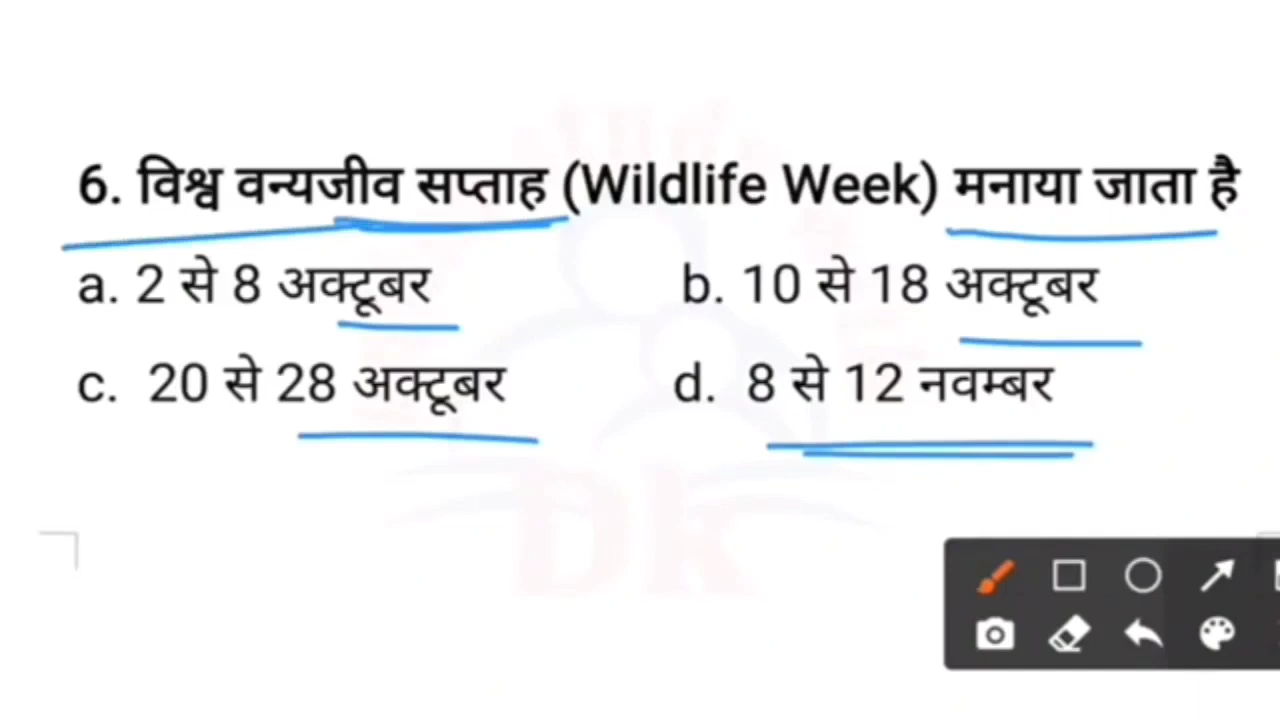 6. विश्व वन्यजीव सप्ताह (Wildlife Week) मनाया जाता है
a. 2 से 8 अक्टूबर b. 10 से 18 अक्टूबर
c. 20 से 28 अक्टूबर d. 8 से 12 नवम्बर
Dk